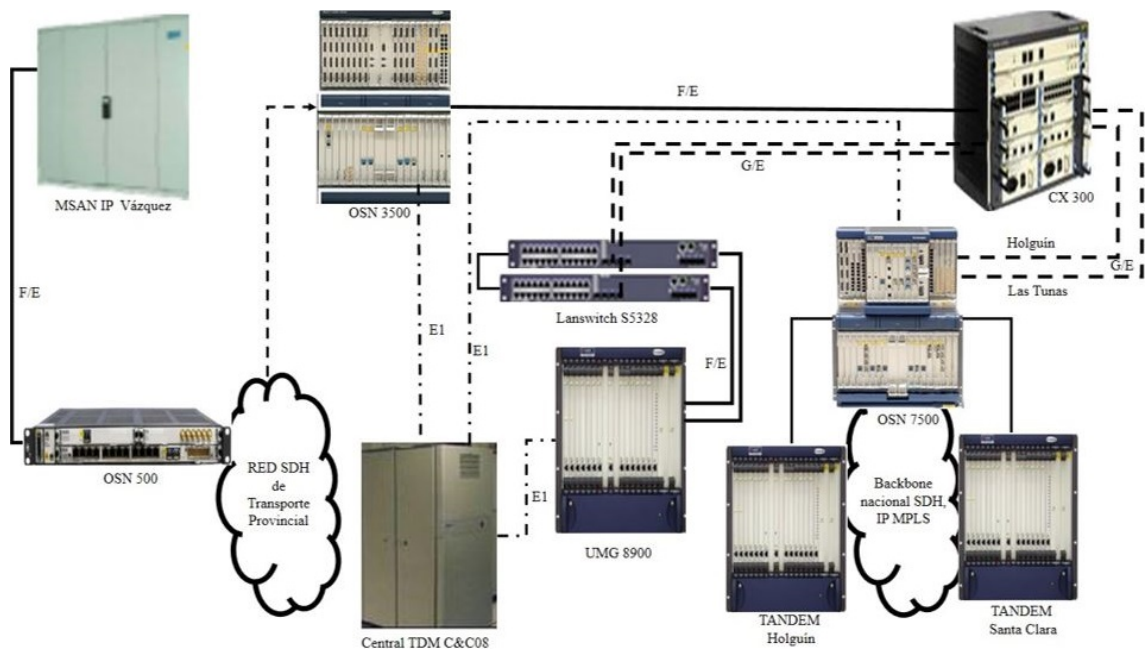 F/E
MSAN IP Vázquez
OSN 3500
G/E
CX 300
Holguín
G/E
Las Tunas
F/E
E1
E1
Lanswitch S5328
F/E
OSN 7500
OSN 500
RED SDH
de
Transporte
Provincial
E1
UMG 8900
Backbone
nacional SDH,
IP MPLS
Central TDM C&C08
TANDEM
Holguín
TANDEM
Santa Clara